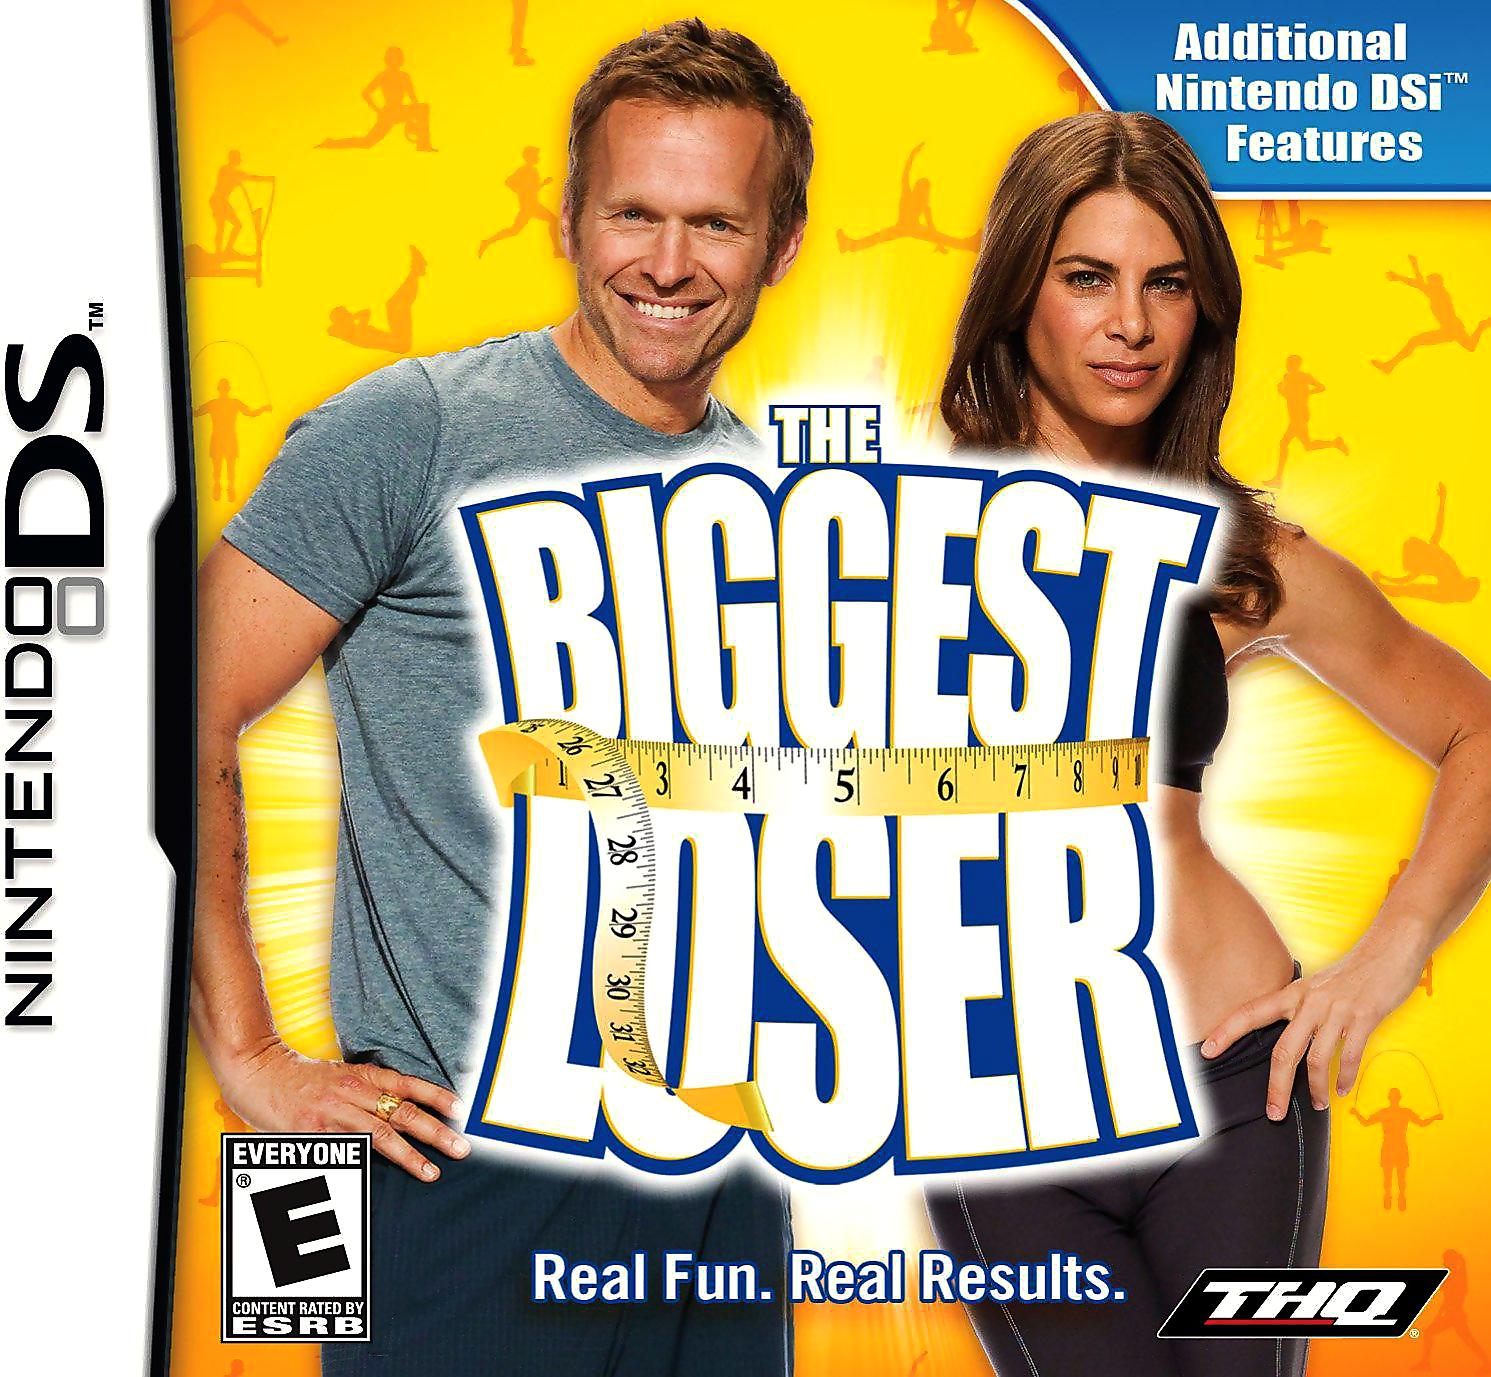 NINTENDO DS™
Additional
Nintendo DSi™
Features
THE
BIGGEST
LOSER
26 1 27 3 4 5 6 7 8 9 10
28
29
30
31
32
Real Fun. Real Results.
EVERYONE
E ®
CONTENT RATED BY
ESRB
THQ ®